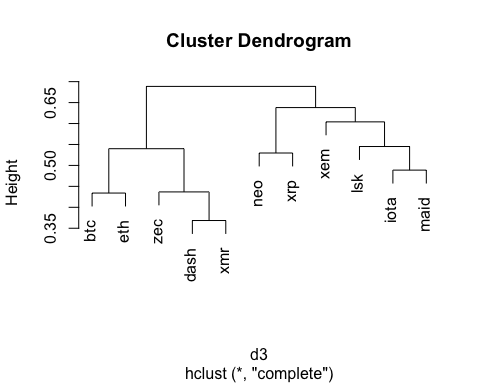 Cluster Dendrogram
Height
0.65
0.50
0.35
btc
eth
zec
dash
xmr
neo
xrp
xem
lsk
iota
maid
d3
hclust (*, "complete")